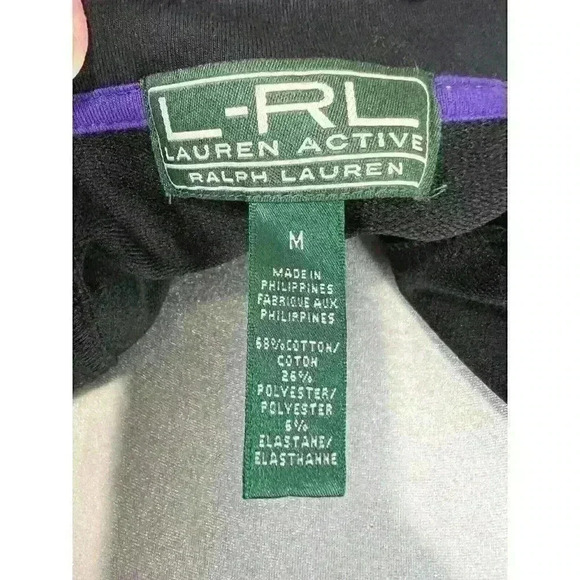 L-RL
LAUREN ACTIVE
RALPH LAUREN
M
MADE IN
PHILIPPINES
FABRIQUE AUX
PHILIPPINES
68% COTTON/
COTON
26%
POLYESTER/
POLYESTER
6%
ELASTANE/
ELASTHANNE